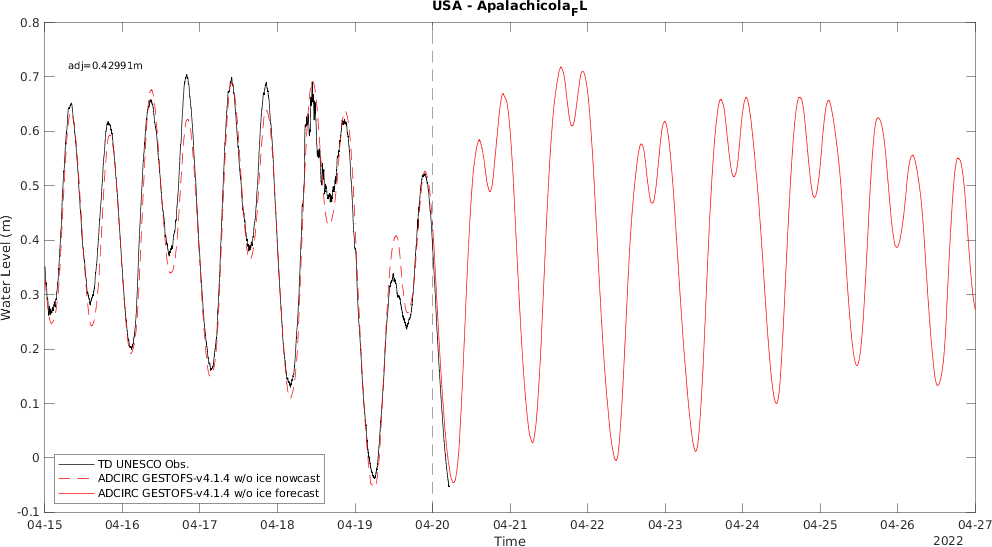 USA - Apalachicola_FL
adj=0.42991m
0.8
0.7
0.6
0.5
0.4
0.3
0.2
0.1
0
-0.1
Water Level (m)
TD UNESCO Obs.
ADCIRC GESTOFS-v4.1.4 w/o ice nowcast
ADCIRC GESTOFS-v4.1.4 w/o ice forecast
04-15 04-16 04-17 04-18 04-19 04-20 04-21 04-22 04-23 04-24 04-25 04-26 04-27
Time
2022